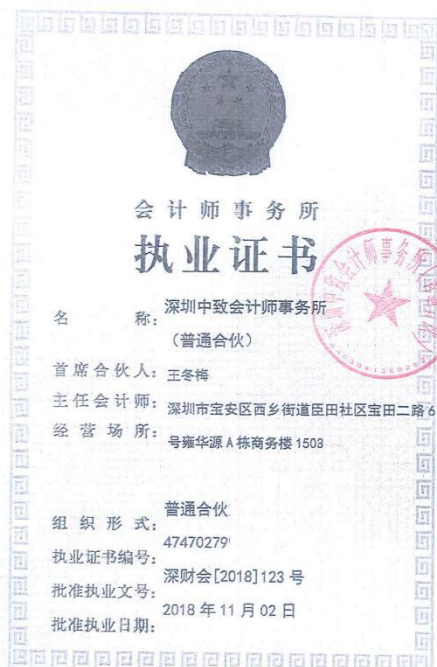 会计师事务所
执业证书
名 称：深圳中致会计师事务所
（普通合伙）
首席合伙人：王冬梅
主任会计师：
经营场所：深圳市宝安区西乡街道臣田社区宝田二路6
号雍华源A栋商务楼1503
组织形式：普通合伙
执业证书编号：47470279
批准执业文号：深财会[2018]123号
批准执业日期：2018年11月02日